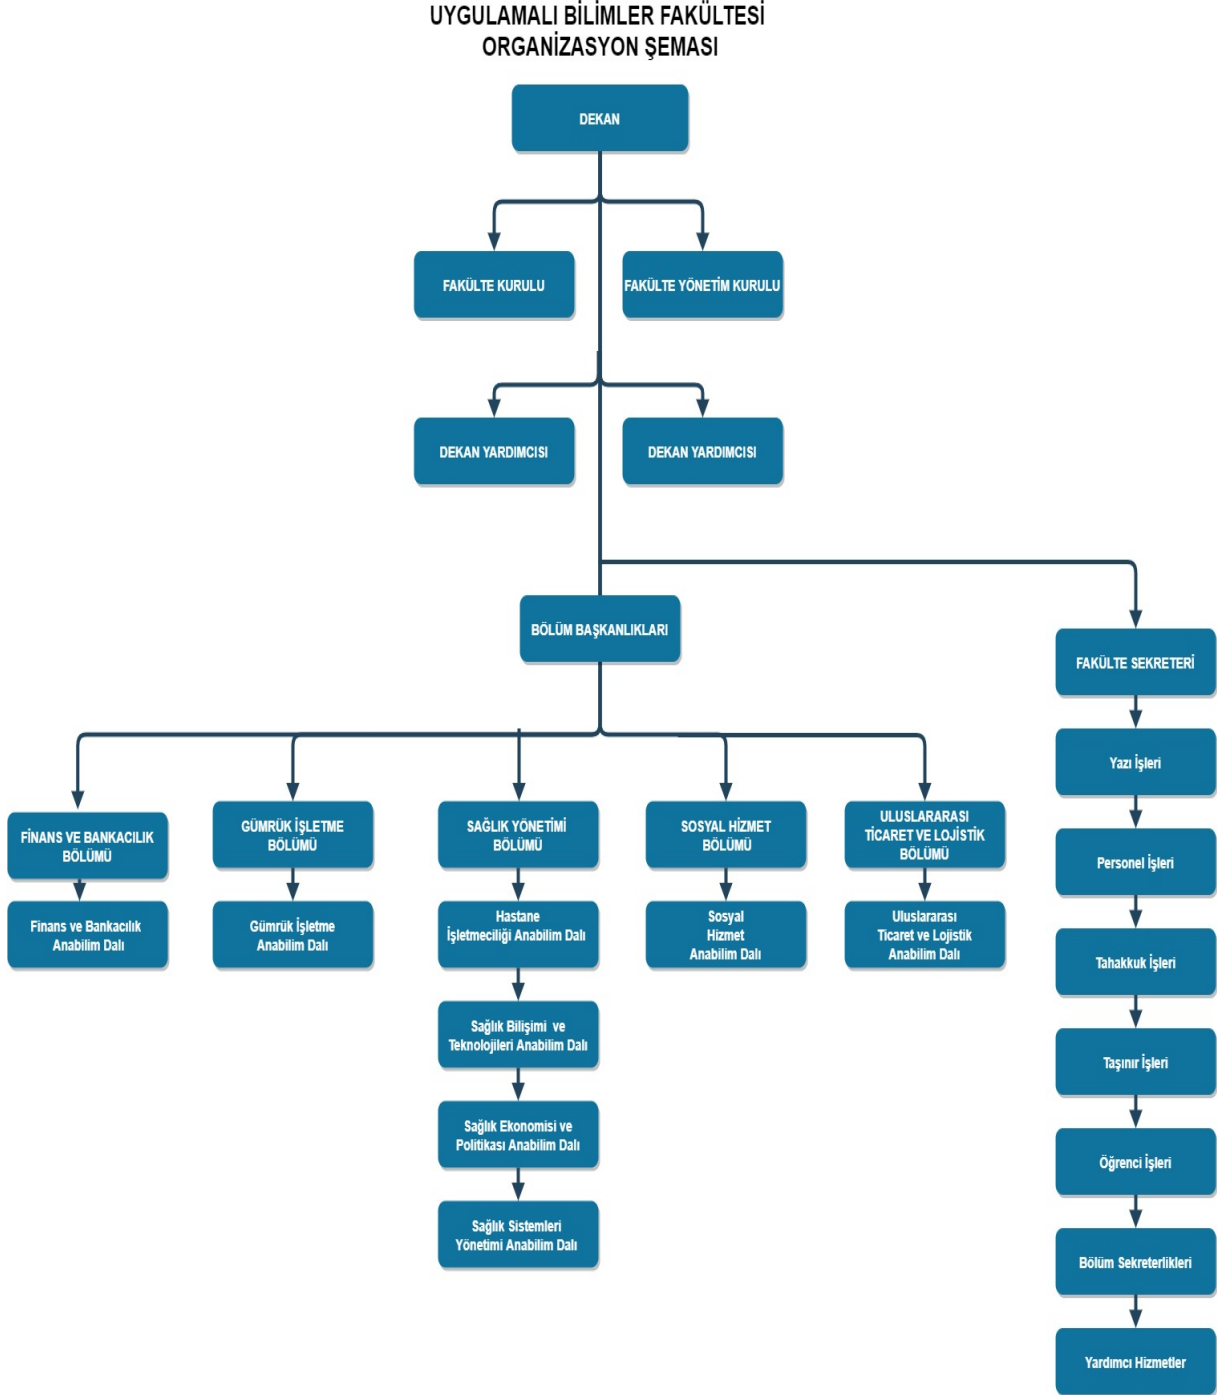 UYGULAMALI BİLİMLER FAKÜLTESİ
ORGANİZASYON ŞEMASI
DEKAN
FAKÜLTE KURULU
FAKÜLTE YÖNETİM KURULU
DEKAN YARDIMCISI
DEKAN YARDIMCISI
BÖLÜM BAŞKANLIKLARI
FAKÜLTE SEKRETERİ
Yazı İşleri
Personel İşleri
Tahakkuk İşleri
Taşınır İşleri
Öğrenci İşleri
Bölüm Sekreterlikleri
Yardımcı Hizmetler
FİNANS VE BANKACILIK
BÖLÜMÜ
Finans ve Bankacılık
Anabilim Dalı
GÜMRÜK İŞLETME
BÖLÜMÜ
Gümrük İşletme
Anabilim Dalı
SAĞLIK YÖNETİMİ
BÖLÜMÜ
Hastane
İşletmeciliği Anabilim Dalı
Sağlık Bilişimi ve
Teknolojileri Anabilim Dalı
Sağlık Ekonomisi ve
Politikası Anabilim Dalı
Sağlık Sistemleri
Yönetimi Anabilim Dalı
SOSYAL HİZMET
BÖLÜMÜ
Sosyal
Hizmet
Anabilim Dalı
ULUSLARARASI
TİCARET VE LOJİSTİK
BÖLÜMÜ
Uluslararası
Ticaret ve Lojistik
Anabilim Dalı